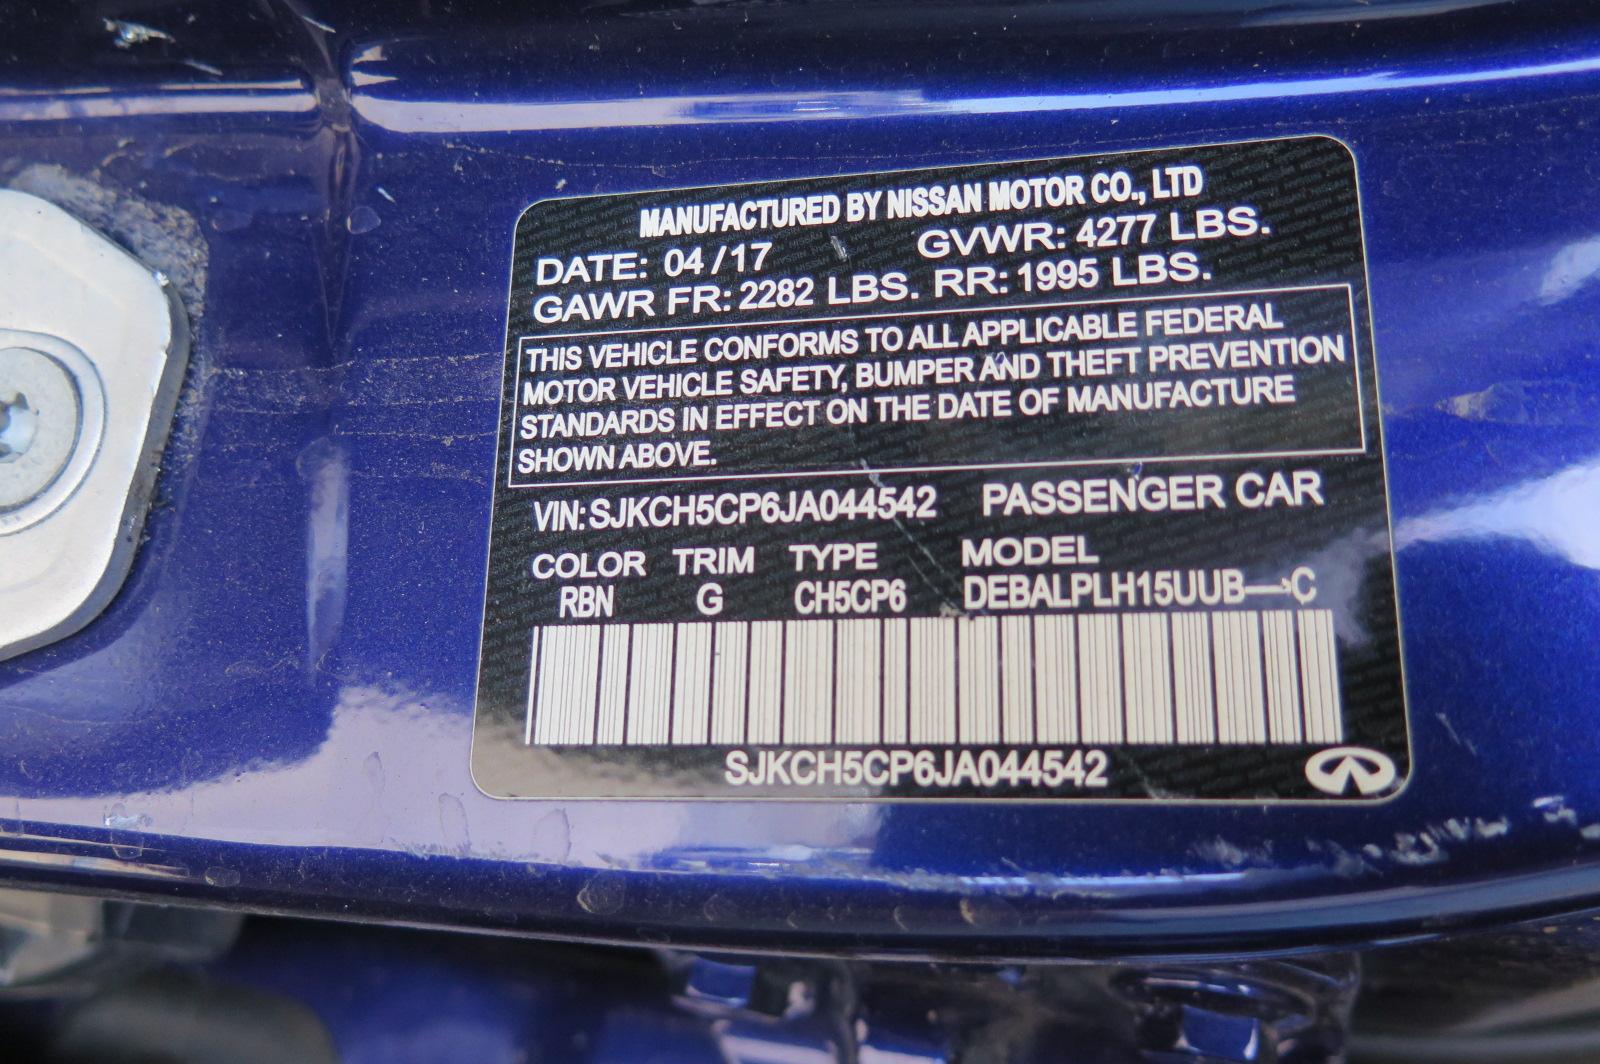 MANUFACTURED BY NISSAN MOTOR CO., LTD
DATE: 04/17 GVWR: 4277 LBS.
GAWR FR: 2282 LBS. RR: 1995 LBS.
THIS VEHICLE CONFORMS TO ALL APPLICABLE FEDERAL
MOTOR VEHICLE SAFETY, BUMPER AND THEFT PREVENTION
STANDARDS IN EFFECT ON THE DATE OF MANUFACTURE
SHOWN ABOVE.
VIN: SJKCH5CP6JA044542 PASSENGER CAR
COLOR TRIM TYPE MODEL
RBN G CH5CP6 DEBALPLH15UUB—C
SJKCH5CP6JA044542